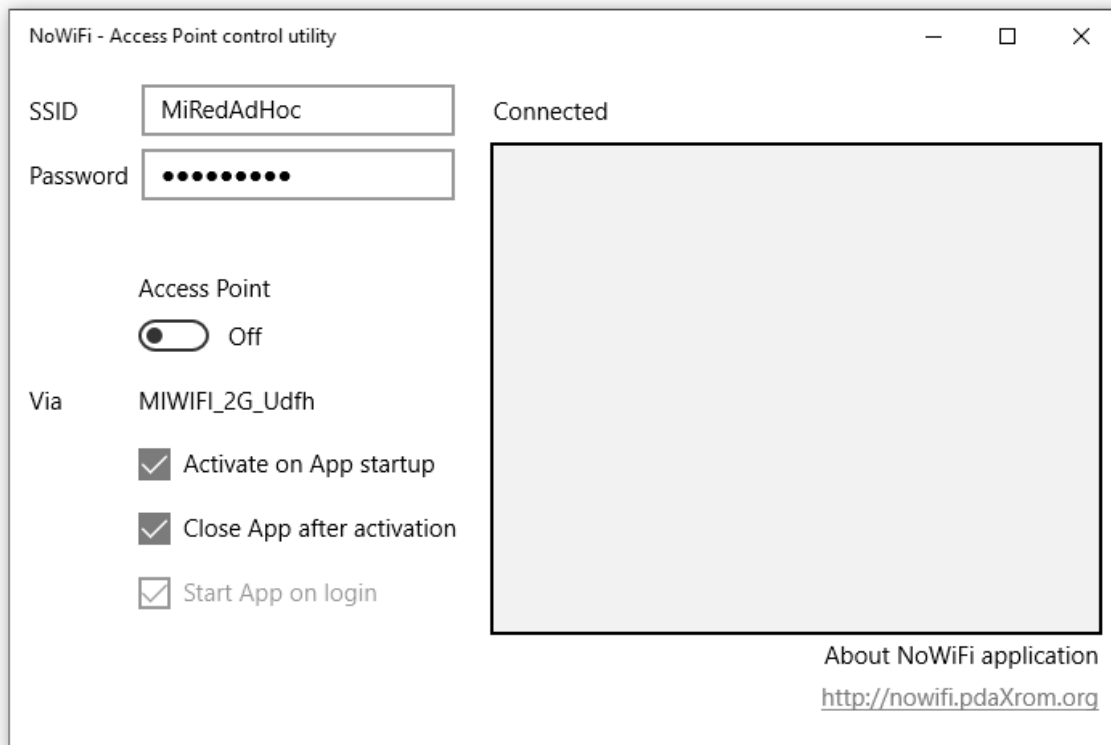 NoWiFi - Access Point control utility
SSID
MiRedAdHoc
Connected
Password
●●●●●●●●●
Access Point
Off
Via
MIWIFI_2G_Udfh
Activate on App startup
Close App after activation
Start App on login
About NoWiFi application
http://nowifi.pdaXrom.org